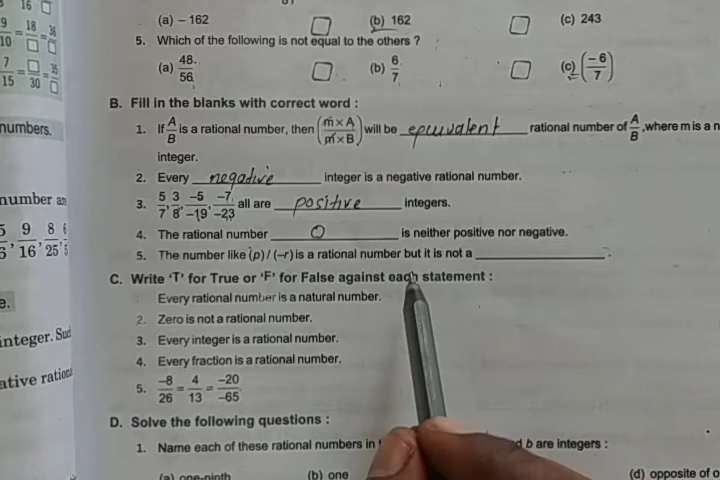 16
(a) – 162 (b) 162 (c) 243
5. Which of the following is not equal to the others ?
(a) 48/56 (b) 6/7 (c) (–6/7)
9/10 = 18/□ = 36/□
7/15 = □/30 = 35/□
B. Fill in the blanks with correct word :
1. If A/B is a rational number, then (m × A / m × B) will be epuuvalent rational number of A/B, where m is a n
integer.
2. Every negative integer is a negative rational number.
3. 5/7, 3/8, –5/–19, –7/–23 all are positive integers.
4. The rational number 0 is neither positive nor negative.
5. The number like (p) / (–r) is a rational number but it is not a ________.
numbers.
number an
9/16, 8/25,
C. Write ‘T’ for True or ‘F’ for False against each statement :
Every rational number is a natural number.
2. Zero is not a rational number.
3. Every integer is a rational number.
4. Every fraction is a rational number.
5. –8/26 = 4/13 = –20/–65
e.
integer. Suc
ative rationa
D. Solve the following questions :
1. Name each of these rational numbers in d b are integers :
(a) one-ninth (b) one (d) opposite of o